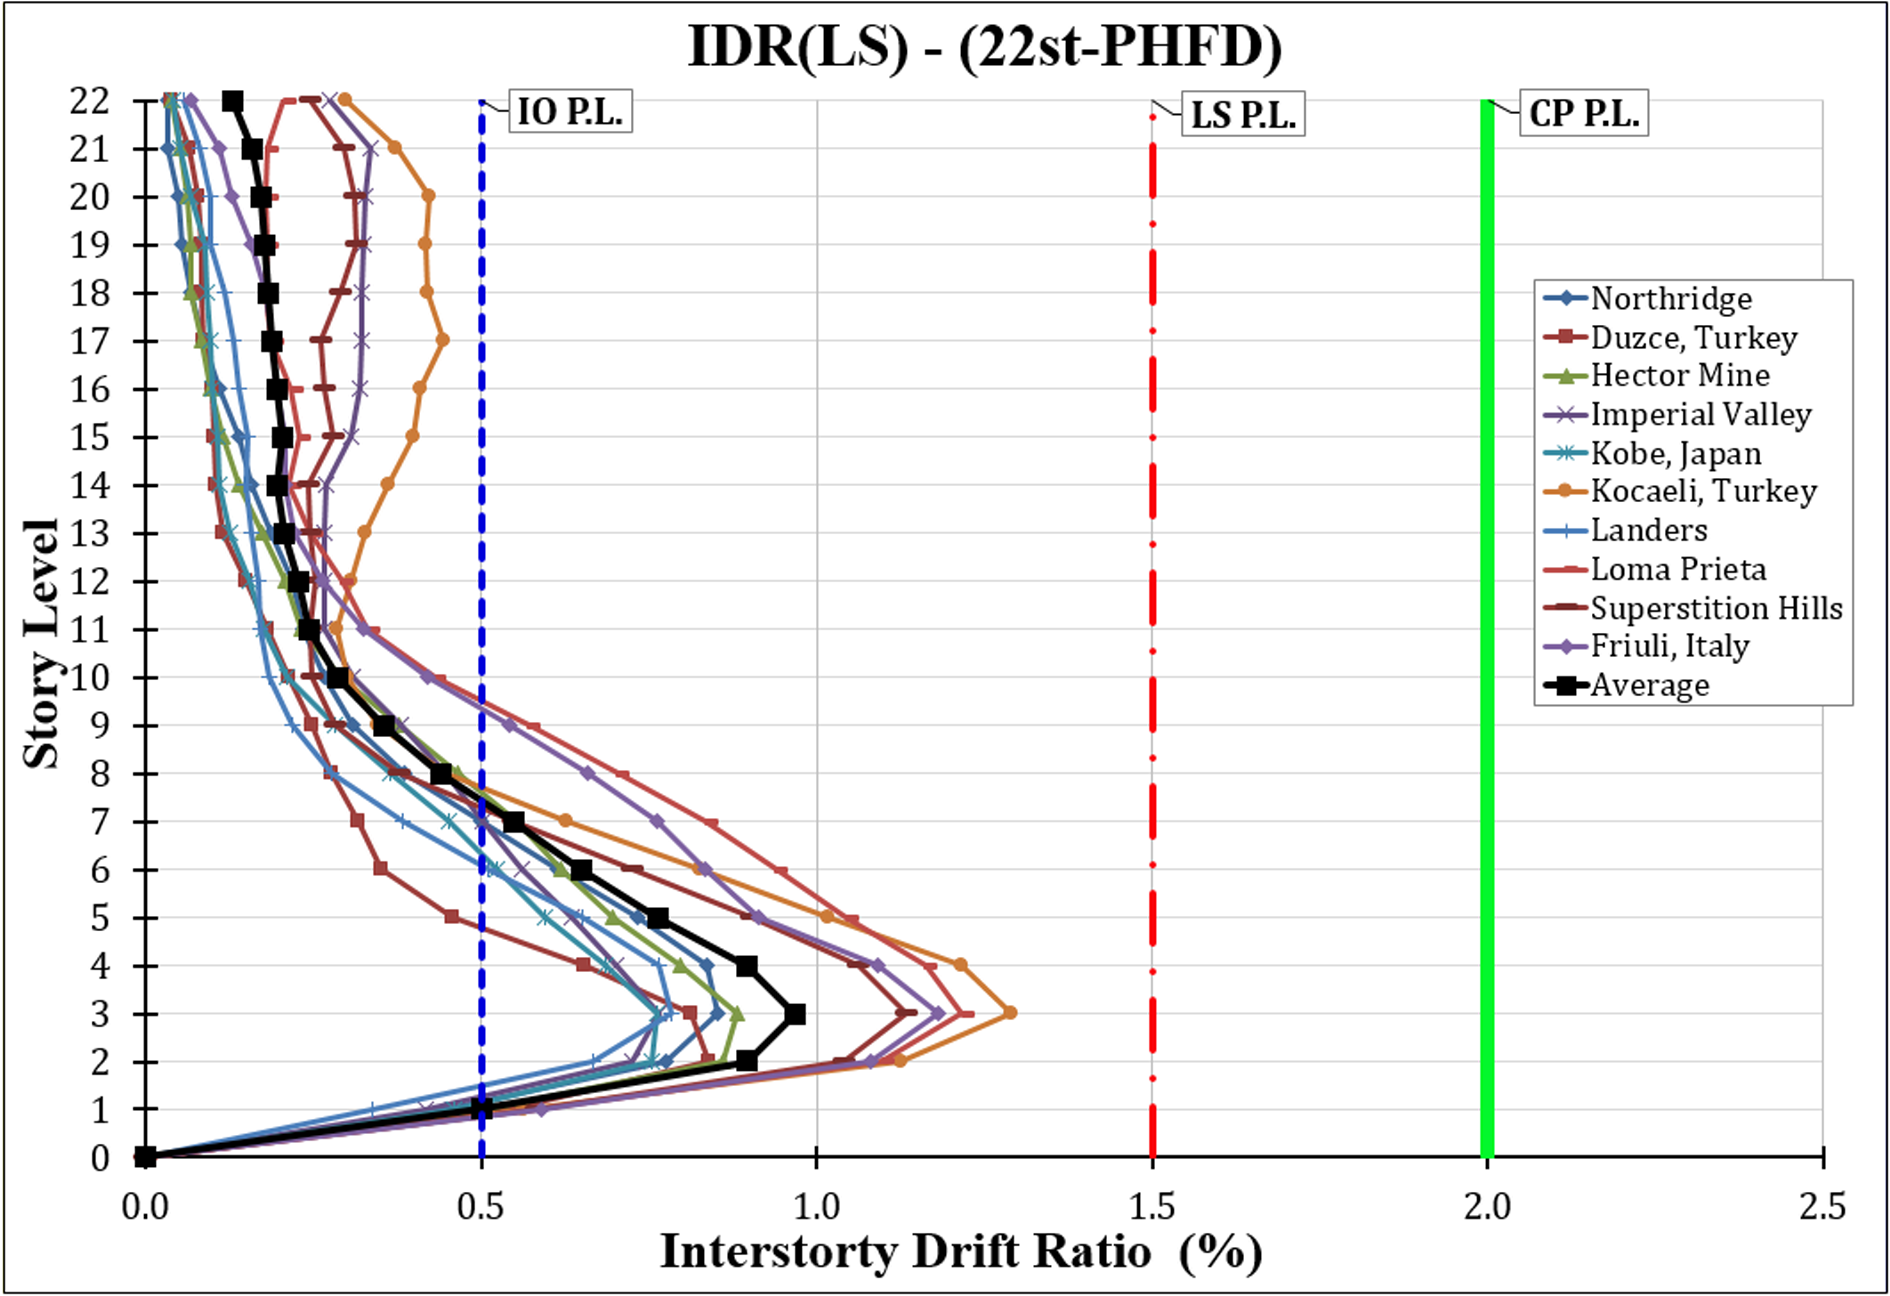 IDR(LS) - (22st-PHFD)
IO P.L.
LS P.L.
CP P.L.
22
21
20
19
18
17
16
15
14
13
12
11
10
9
8
7
6
5
4
3
2
1
0
Story Level
Northridge
Duzce, Turkey
Hector Mine
Imperial Valley
Kobe, Japan
Kocaeli, Turkey
Landers
Loma Prieta
Superstition Hills
Friuli, Italy
Average
0.0 0.5 1.0 1.5 2.0 2.5
Interstorty Drift Ratio (%)